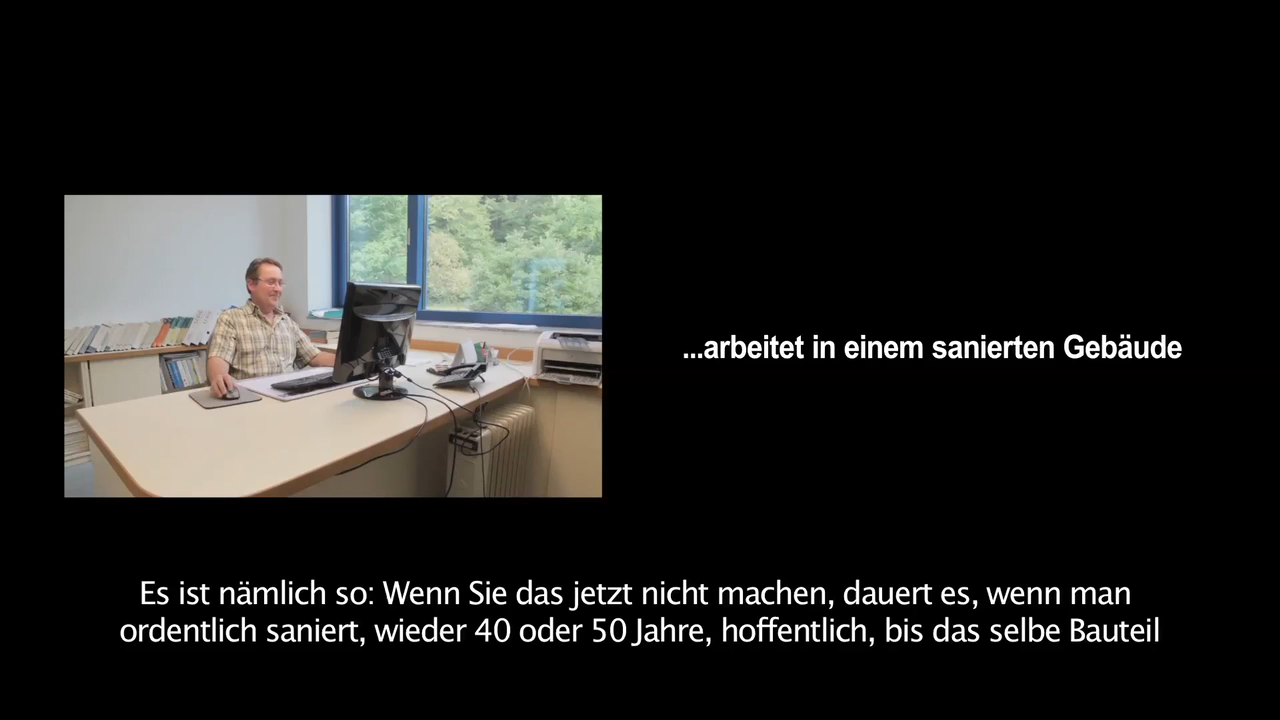 ...arbeitet in einem sanierten Gebäude
Es ist nämlich so: Wenn Sie das jetzt nicht machen, dauert es, wenn man
ordentlich saniert, wieder 40 oder 50 Jahre, hoffentlich, bis das selbe Bauteil